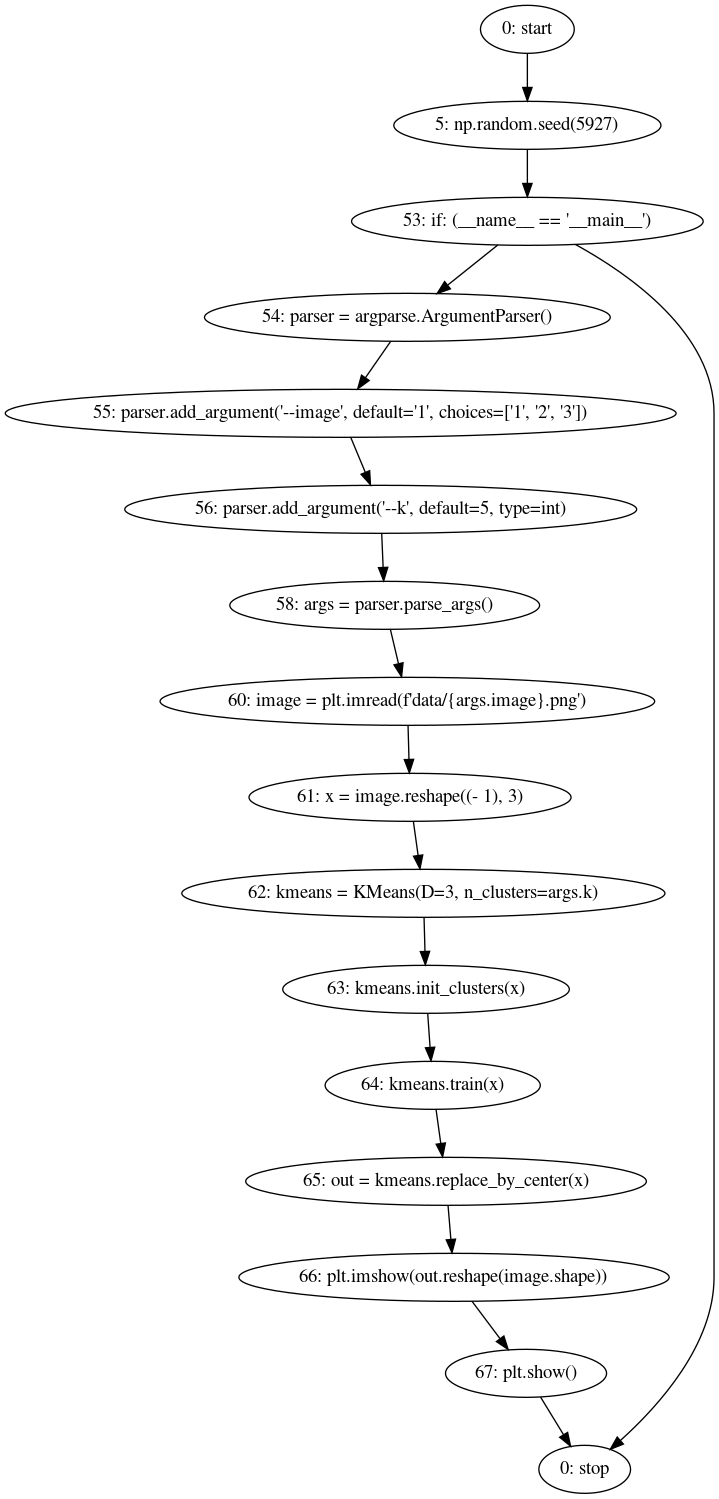 0: start
5: np.random.seed(5927)
53: if: (__name__ == '__main__')
54: parser = argparse.ArgumentParser()
55: parser.add_argument('--image', default='1', choices=['1', '2', '3'])
56: parser.add_argument('--k', default=5, type=int)
58: args = parser.parse_args()
60: image = plt.imread(f'data/{args.image}.png')
61: x = image.reshape((- 1), 3)
62: kmeans = KMeans(D=3, n_clusters=args.k)
63: kmeans.init_clusters(x)
64: kmeans.train(x)
65: out = kmeans.replace_by_center(x)
66: plt.imshow(out.reshape(image.shape))
67: plt.show()
0: stop